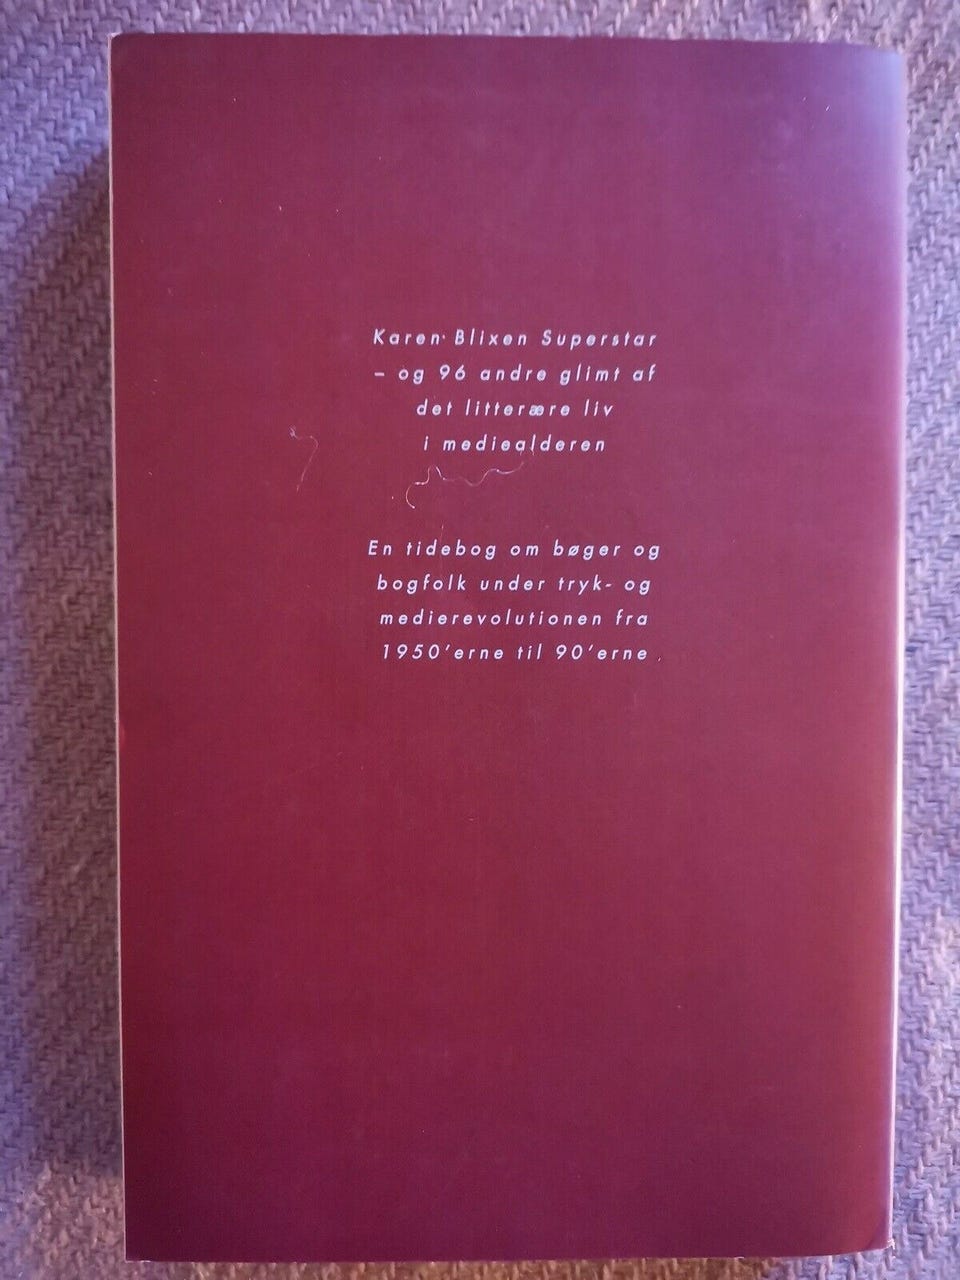 Karen Blixen Superstar
– og 96 andre glimt af
det litterære liv
i mediealderen
En tidebog om bøger og
bogfolk under tryk- og
medierevolutionen fra
1950'erne til 90'erne